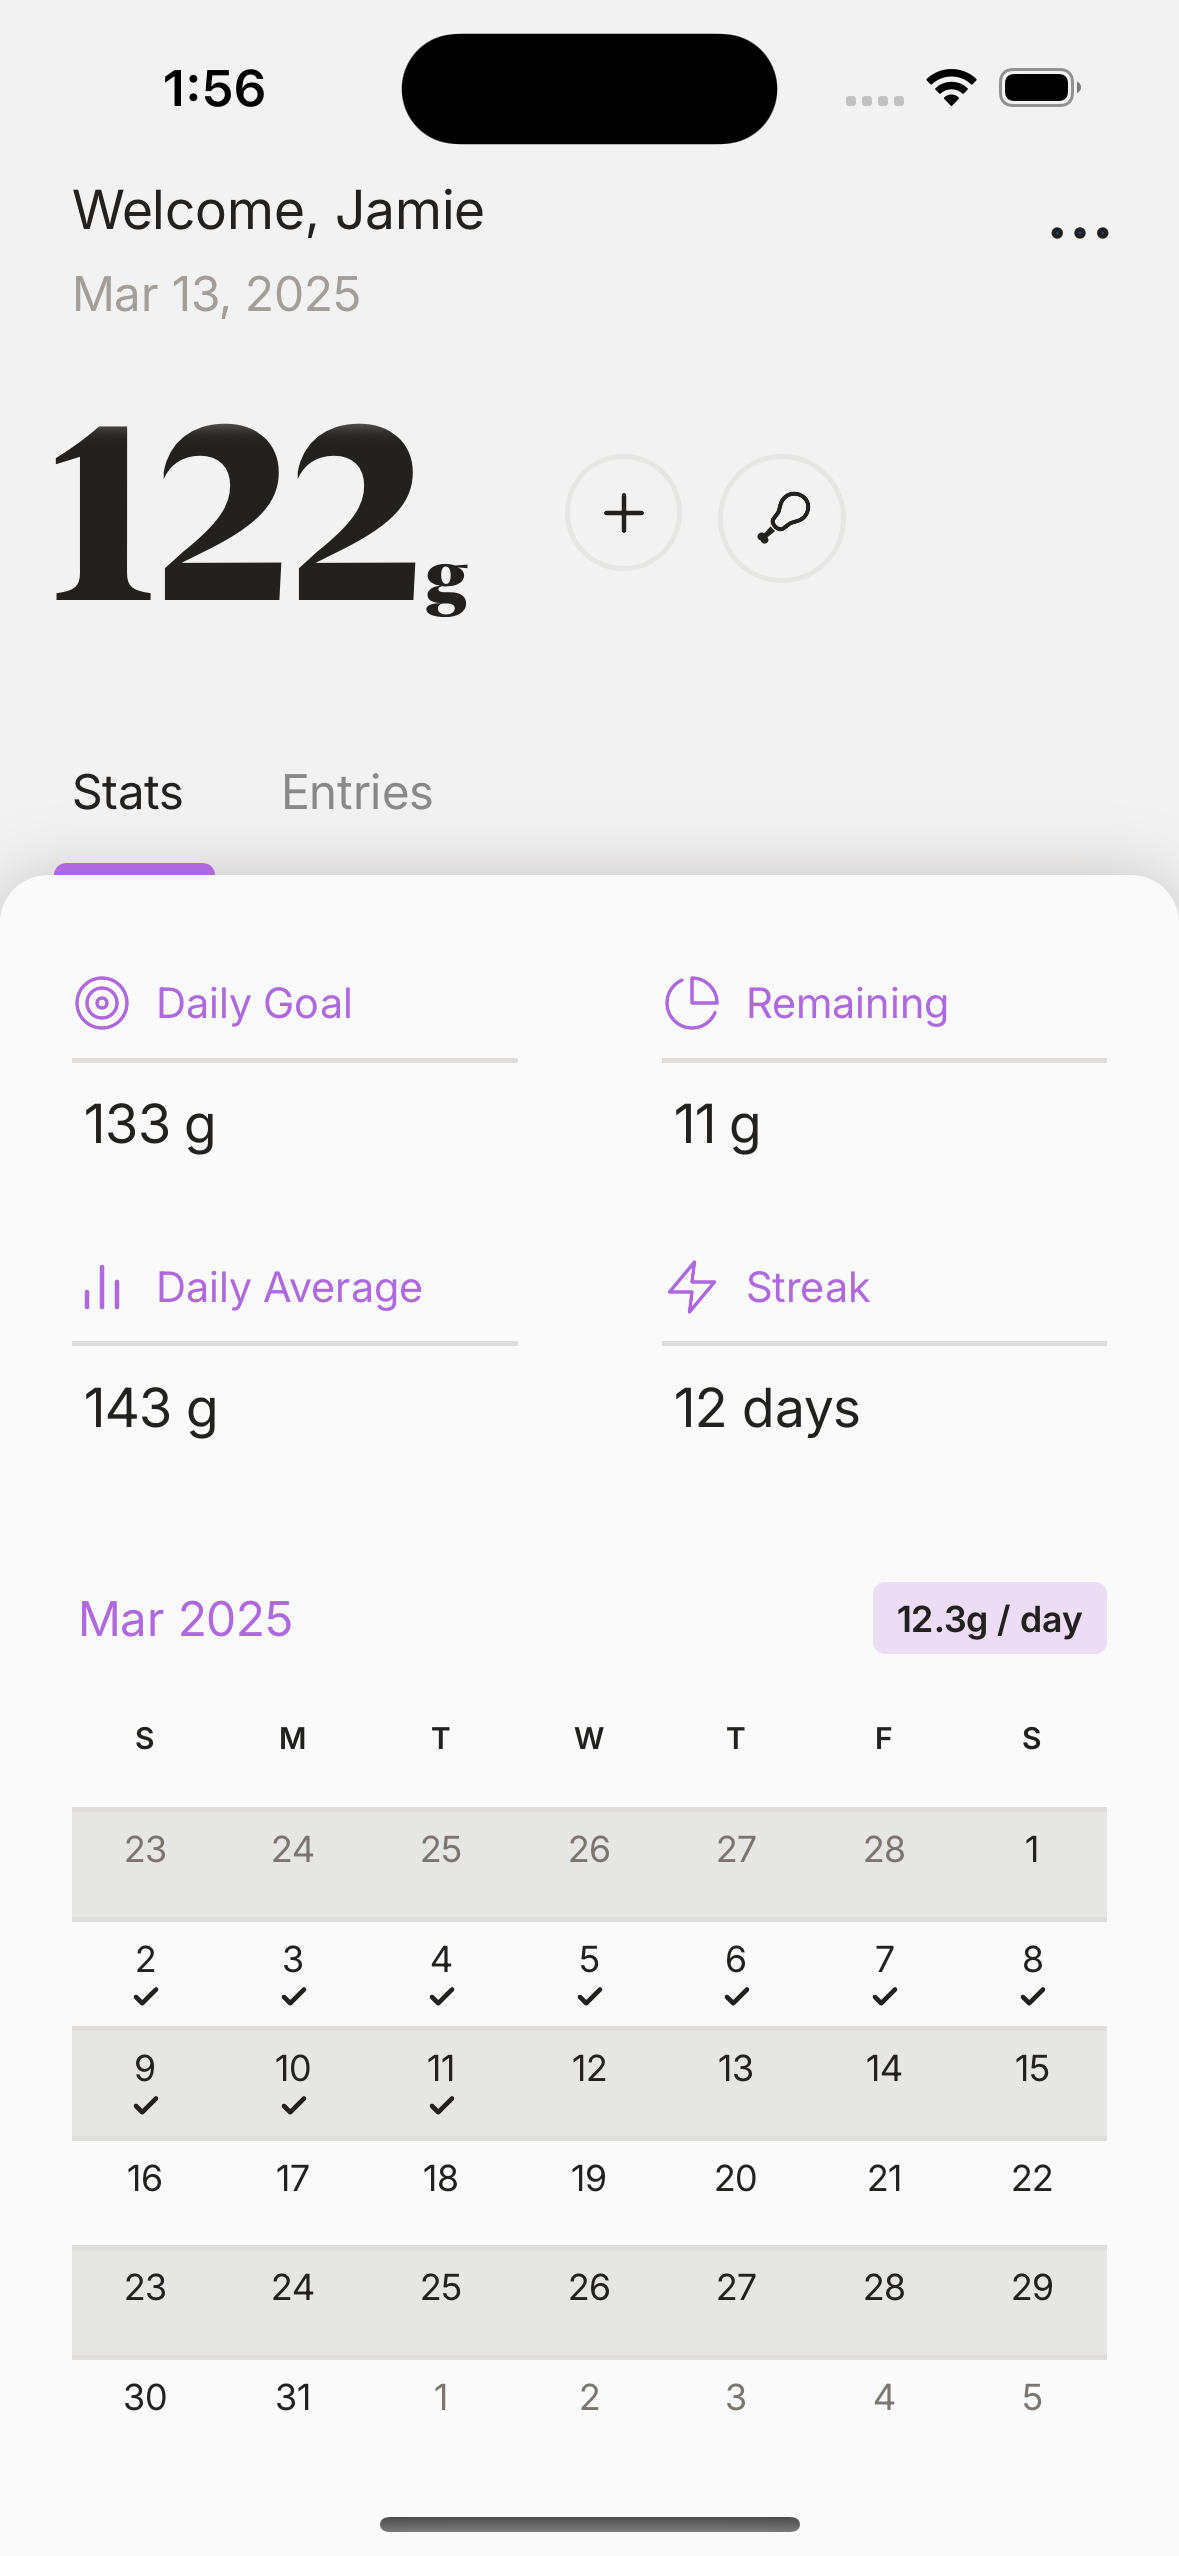 1:56
Welcome, Jamie
Mar 13, 2025
122g
Stats Entries
Daily Goal Remaining
133 g 11 g
Daily Average Streak
143 g 12 days
Mar 2025 12.3g / day
S M T W T F S
23 24 25 26 27 28 1
2 3 4 5 6 7 8
9 10 11 12 13 14 15
16 17 18 19 20 21 22
23 24 25 26 27 28 29
30 31 1 2 3 4 5